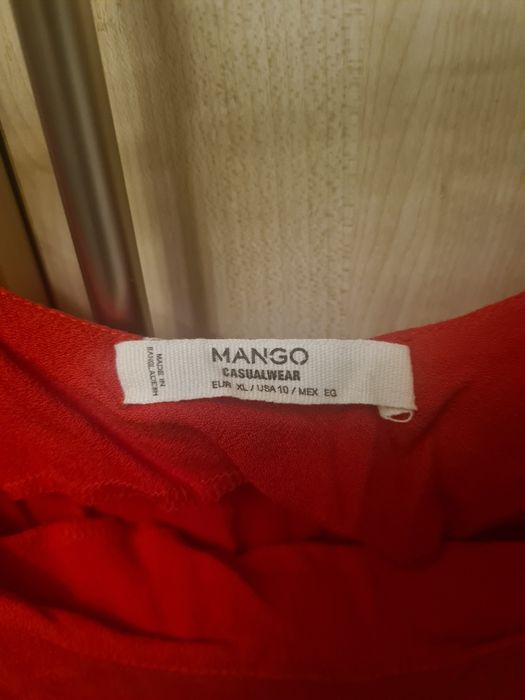 MANGO
CASUALWEAR
EUR XL / USA 10 / MEX EG
MADE IN
BANGLADESH